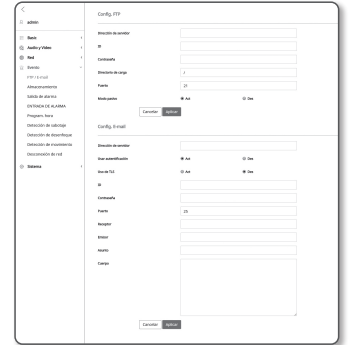 admin
Basic
Audio y Vídeo
Red
Evento
FTP / E-mail
Almacenamiento
Salida de alarma
ENTRADA DE ALARMA
Program. hora
Detección de sabotaje
Detección de desenfoque
Detección de movimiento
Desconexión de red
Sistema
Config. FTP
Dirección de servidor
ID
Contraseña
Directorio de carga /
Puerto 21
Modo pasivo Act Des
Cancelar Aplicar
Config. E-mail
Dirección de servidor
Usar autentificación Act Des
Uso de TLS Act Des
ID
Contraseña
Puerto 25
Receptor
Emisor
Asunto
Cuerpo
Cancelar Aplicar